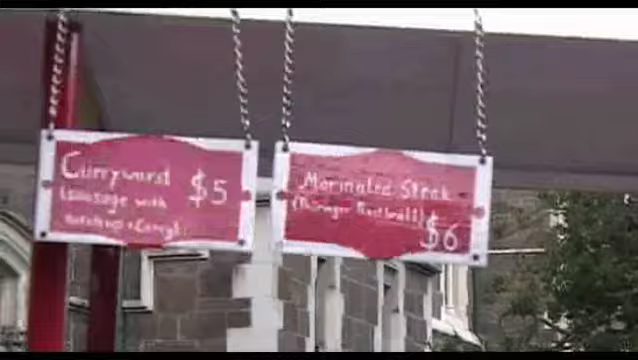 Currywurst
(Sausage with $5
ketchup + Curry)
Marinated Steak
$6